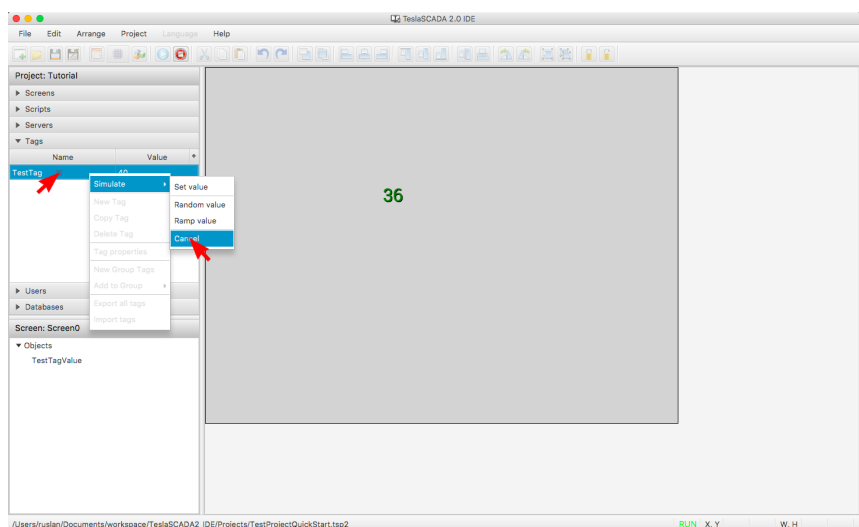 TeslaSCADA 2.0 IDE
File Edit Arrange Project Language Help
Project: Tutorial
Screens
Scripts
Servers
Tags
Name Value
TestTag 40
Simulate
New Tag
Copy Tag
Delete Tag
Tag properties
New Group Tags
Add to Group
Export all tags
Import tags
Set value
Random value
Ramp value
Cancel
36
Users
Databases
Screen: Screen0
Objects
TestTagValue
/Users/ruslan/Documents/workspace/TeslaSCADA2_IDE/Projects/TestProjectQuickStart.tsp2 RUN X, Y W, H